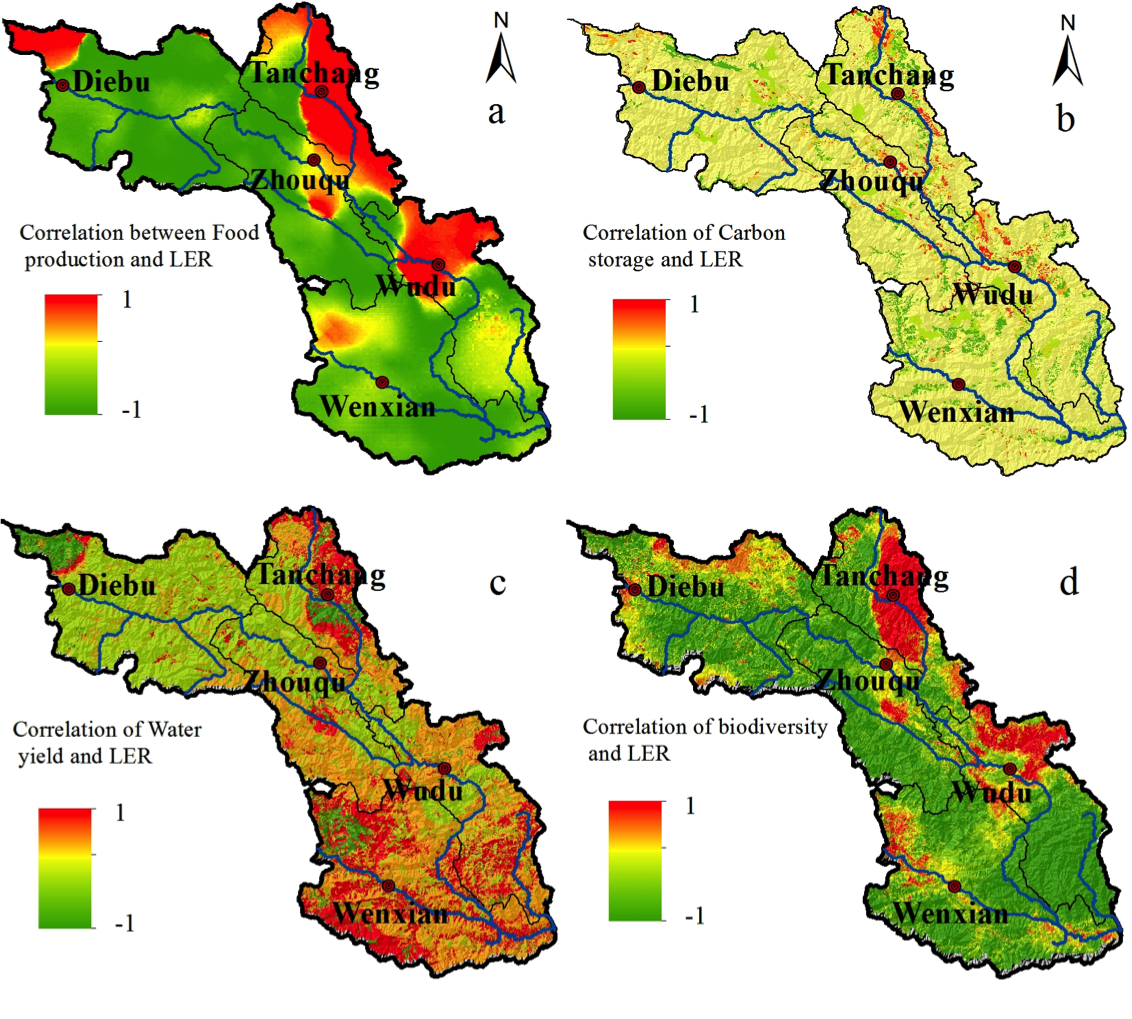 N
Diebu
Tanchang
a
Zhouqu
Correlation between Food
production and LER
Wudu
1
-1
Wenxian
N
Diebu
Tanchang
b
Zhouqu
Correlation of Carbon
storage and LER
Wudu
1
-1
Wenxian
Diebu
Tanchang
c
Zhouqu
Correlation of Water
yield and LER
Wudu
1
-1
Wenxian
Diebu
Tanchang
d
Zhouqu
Correlation of biodiversity
and LER
Wudu
1
-1
Wenxian